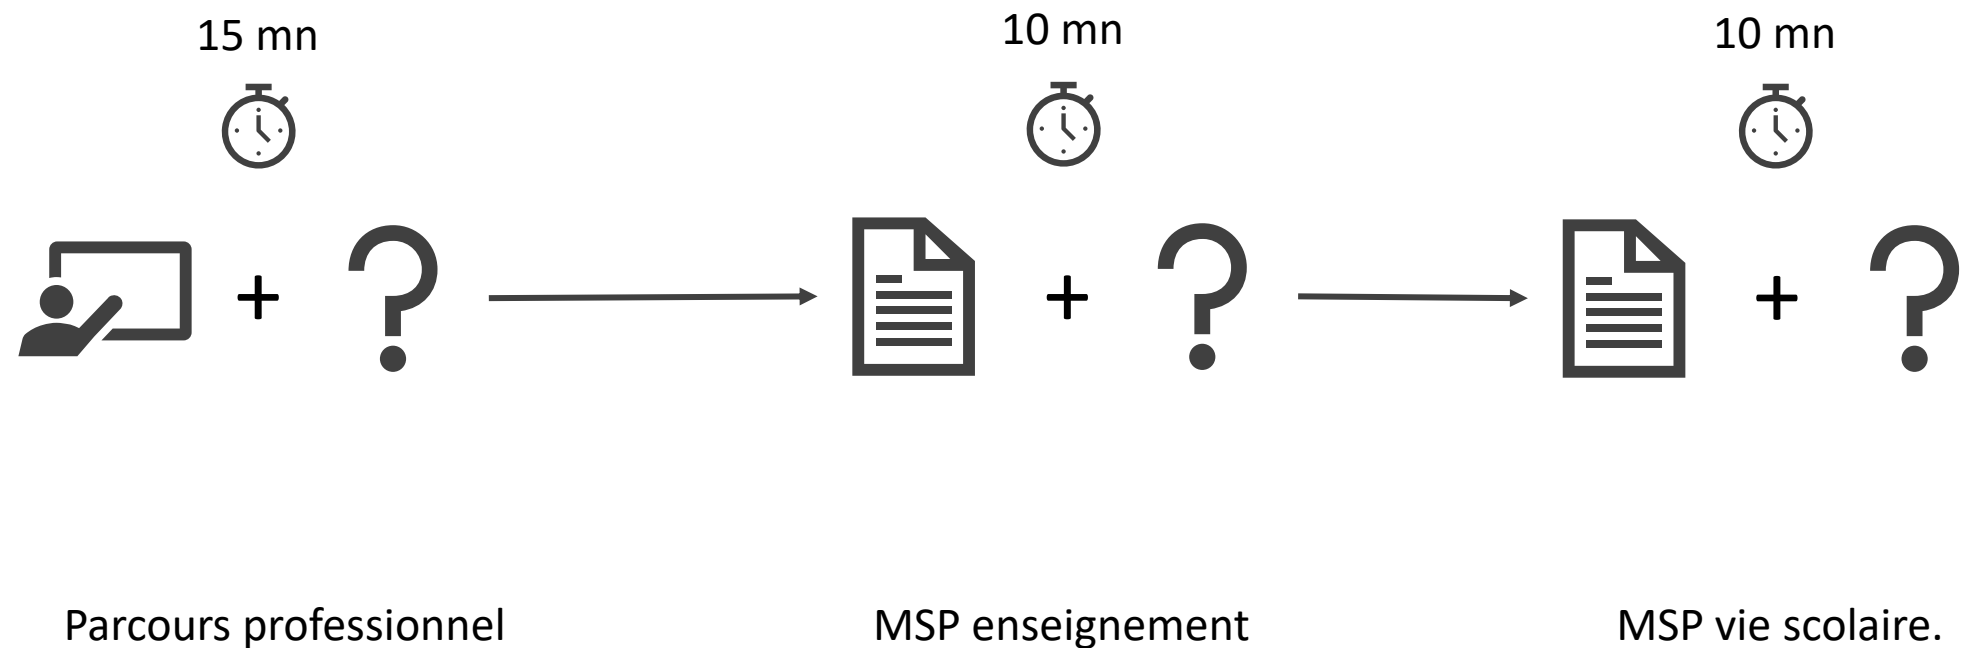 15 mn
10 mn
10 mn
Parcours professionnel
MSP enseignement
MSP vie scolaire.